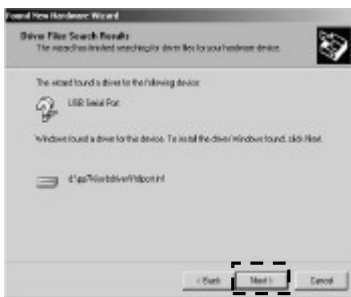 Found New Hardware Wizard
Driver Files Search Results
The wizard has finished searching for driver files for your hardware device.
The wizard found a driver for the following device:
USB Serial Port
Windows found a driver for this device. To install the driver Windows found, click Next.
< Back
Next >
Cancel